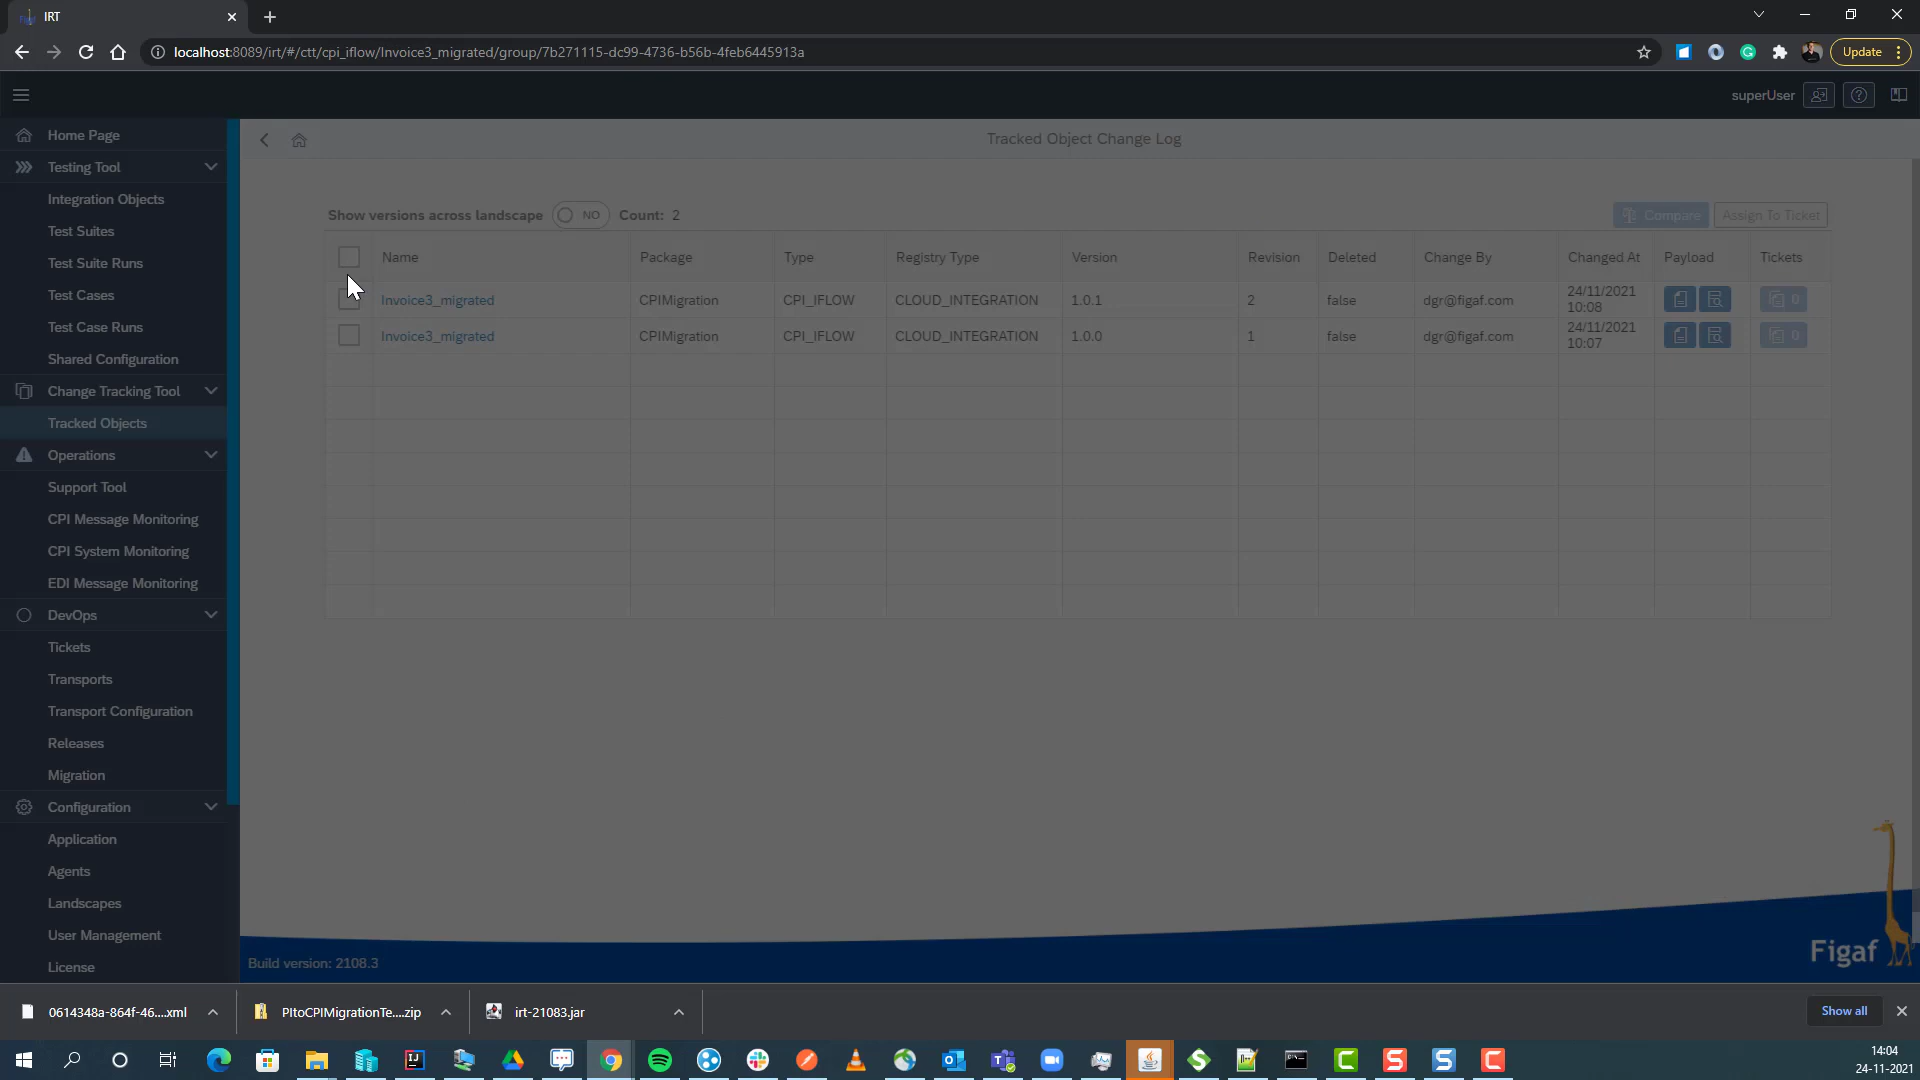 IRT
localhost:8089/irt/#/ctt/cpi_iflow/Invoice3_migrated/group/7b271115-dc99-4736-b56b-4feb6445913a
Update
superUser
Home Page
Testing Tool
Integration Objects
Test Suites
Test Suite Runs
Test Cases
Test Case Runs
Shared Configuration
Change Tracking Tool
Tracked Objects
Operations
Support Tool
CPI Message Monitoring
CPI System Monitoring
EDI Message Monitoring
DevOps
Tickets
Transports
Transport Configuration
Releases
Migration
Configuration
Application
Agents
Landscapes
User Management
License
Tracked Object Change Log
Show versions across landscape NO Count: 2 Compare Assign To Ticket
Name Package Type Registry Type Version Revision Deleted Change By Changed At Payload Tickets
Invoice3_migrated CPIMigration CPI_IFLOW CLOUD_INTEGRATION 1.0.1 2 false dgr@figaf.com 24/11/2021 10:08 0
Invoice3_migrated CPIMigration CPI_IFLOW CLOUD_INTEGRATION 1.0.0 1 false dgr@figaf.com 24/11/2021 10:07 0
Figaf
Build version: 2108.3
0614348a-864f-46....xml PItoCPIMigrationTe....zip irt-21083.jar Show all
14:04
24-11-2021